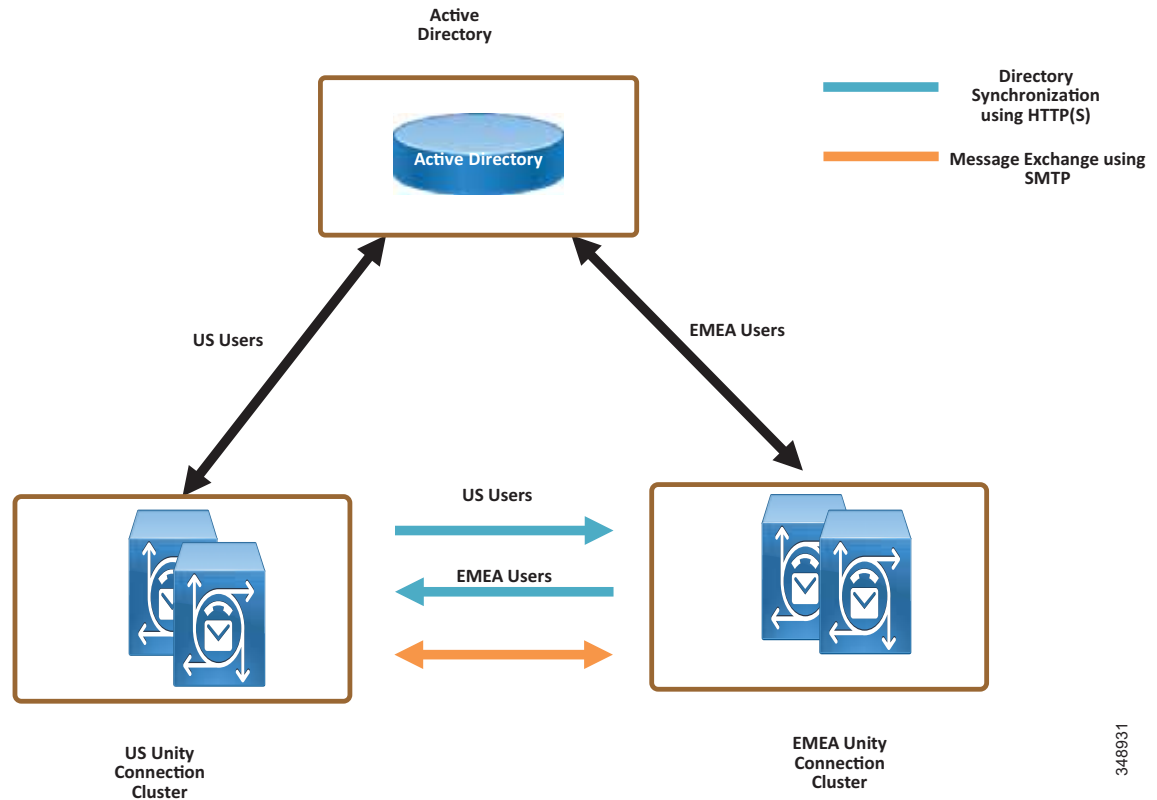 Active
Directory
Active Directory
Directory
Synchronization
using HTTP(S)
Message Exchange using
SMTP
US Users
EMEA Users
US Users
EMEA Users
US Unity
Connection
Cluster
EMEA Unity
Connection
Cluster
348931